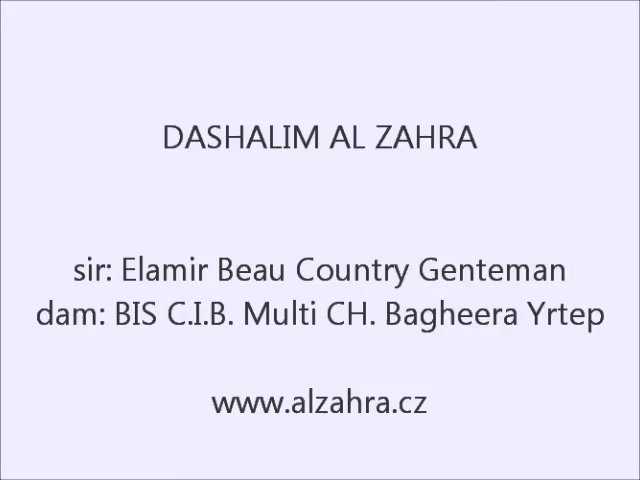 DASHALIM AL ZAHRA
sir: Elamir Beau Country Genteman
dam: BIS C.I.B. Multi CH. Bagheera Yrtep
www.alzahra.cz